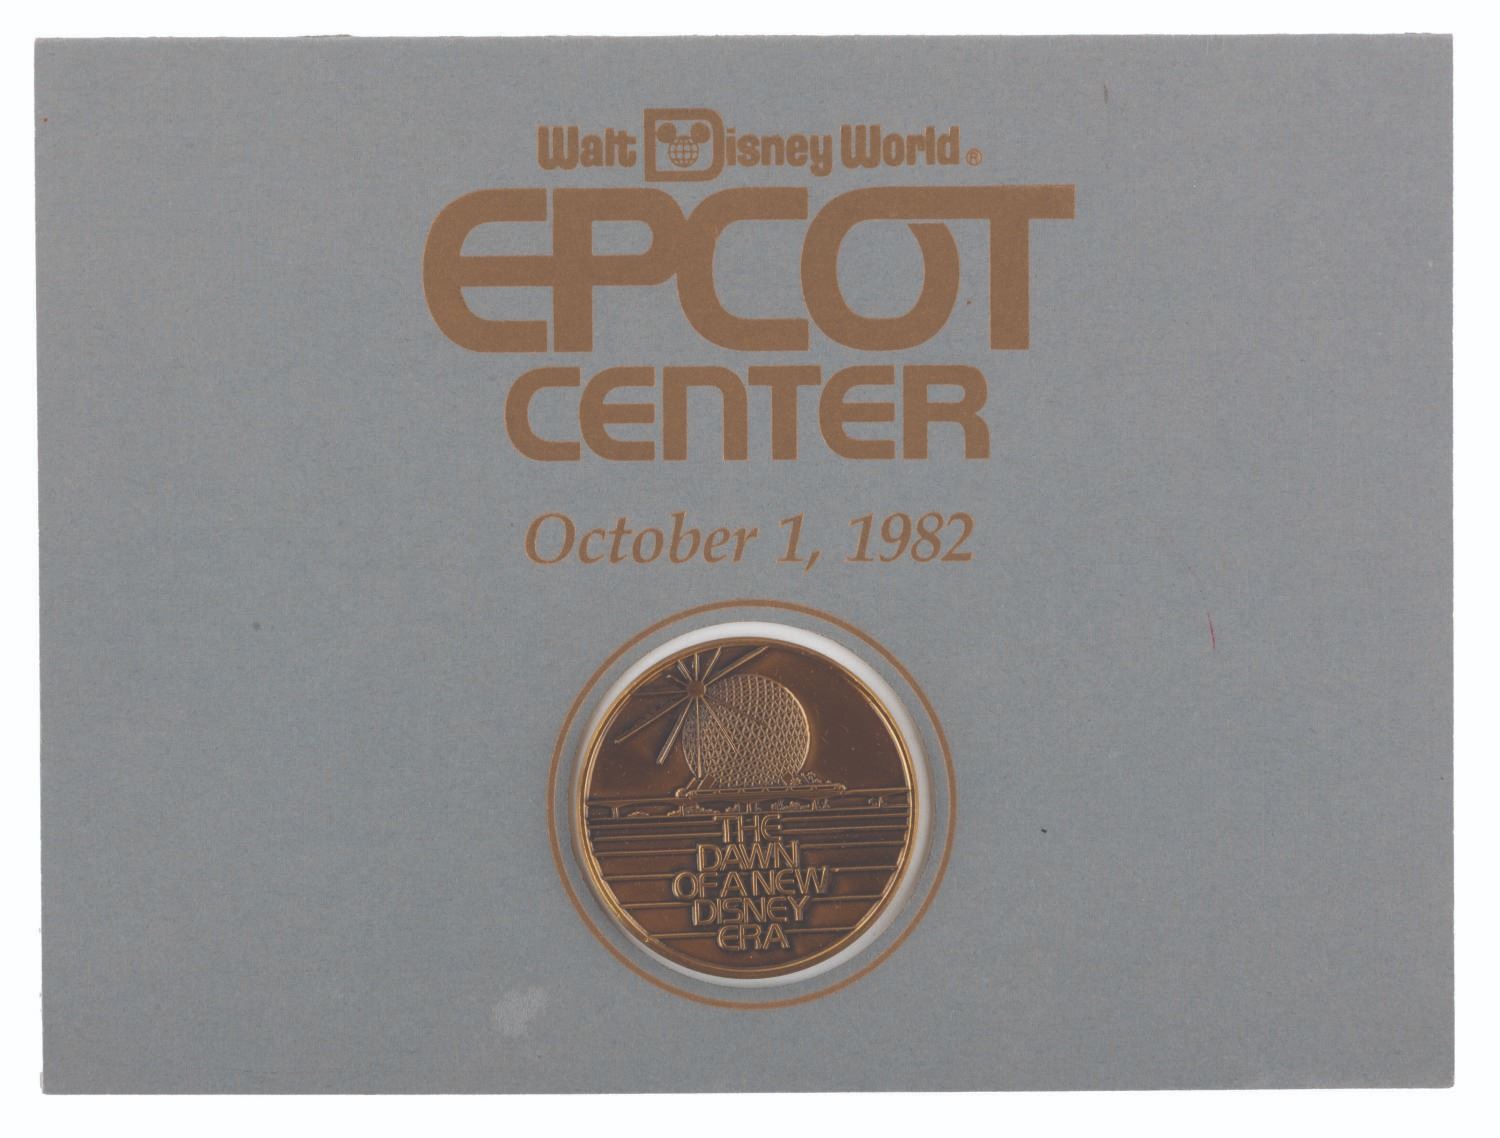 Walt Disney World®
EPCOT
CENTER
October 1, 1982
THE
DAWN
OF A NEW
DISNEY
ERA